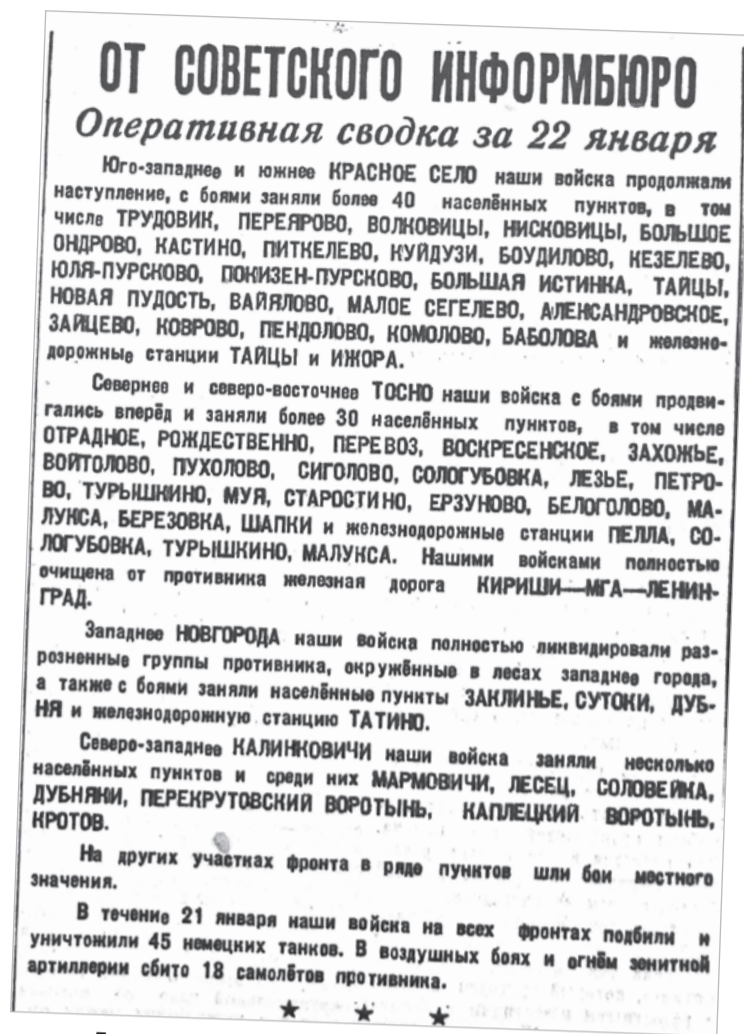 ОТ СОВЕТСКОГО ИНФОРМБЮРО
Оперативная сводка за 22 января
Юго-западнее и южнее КРАСНОЕ СЕЛО наши войска продолжали
наступление, с боями заняли более 40 населённых пунктов, в том
числе ТРУДОВИК, ПЕРЕЯРОВО, ВОЛКОВИЦЫ, НИСКОВИЦЫ, БОЛЬШОЕ
ОНДРОВО, КАСТИНО, ПИТКЕЛЕВО, КУЙДУЗИ, БОУДИЛОВО, КЕЗЕЛЕВО,
ЮЛЯ-ПУРСКОВО, ПОКИЗЕН-ПУРСКОВО, БОЛЬШАЯ ИСТИНКА, ТАЙЦЫ,
НОВАЯ ПУДОСТЬ, ВАЙЯЛОВО, МАЛОЕ СЕГЕЛЕВО, АЛЕКСАНДРОВСКОЕ,
ЗАЙЦЕВО, КОВРОВО, ПЕНДОЛОВО, КОМОЛОВО, БАБОЛОВА и железно-
дорожные станции ТАЙЦЫ и ИЖОРА.
Севернее и северо-восточнее ТОСНО наши войска с боями продви-
гались вперёд и заняли более 30 населённых пунктов, в том числе
ОТРАДНОЕ, РОЖДЕСТВЕННО, ПЕРЕВОЗ, ВОСКРЕСЕНСКОЕ, ЗАХОЖЬЕ,
ВОЙТОЛОВО, ПУХОЛОВО, СИГОЛОВО, СОЛОГУБОВКА, ЛЕЗЬЕ, ПЕТРО-
ВО, ТУРЫШКИНО, МУЯ, СТАРОСТИНО, ЕРЗУНОВО, БЕЛОГОЛОВО, МА-
ЛУКСА, БЕРЕЗОВКА, ШАПКИ и железнодорожные станции ПЕЛЛА, СО-
ЛОГУБОВКА, ТУРЫШКИНО, МАЛУКСА. Нашими войсками полностью
очищена от противника железная дорога КИРИШИ—МГА—ЛЕНИН-
ГРАД.
Западнее НОВГОРОДА наши войска полностью ликвидировали раз-
розненные группы противника, окружённые в лесах западнее города,
а также с боями заняли населённые пункты ЗАКЛИНЬЕ, СУТОКИ, ДУБ-
НЯ и железнодорожную станцию ТАТИНО.
Северо-западнее КАЛИНКОВИЧИ наши войска заняли несколько
населённых пунктов и среди них МАРМОВИЧИ, ЛЕСЕЦ, СОЛОВЕЙКА,
ДУБНЯКИ, ПЕРЕКРУТОВСКИЙ ВОРОТЫНЬ, КАПЛЕЦКИЙ ВОРОТЫНЬ,
КРОТОВ.
На других участках фронта в ряде пунктов шли бои местного
значения.
В течение 21 января наши войска на всех фронтах подбили и
уничтожили 45 немецких танков. В воздушных боях и огнём зенитной
артиллерии сбито 18 самолётов противника.